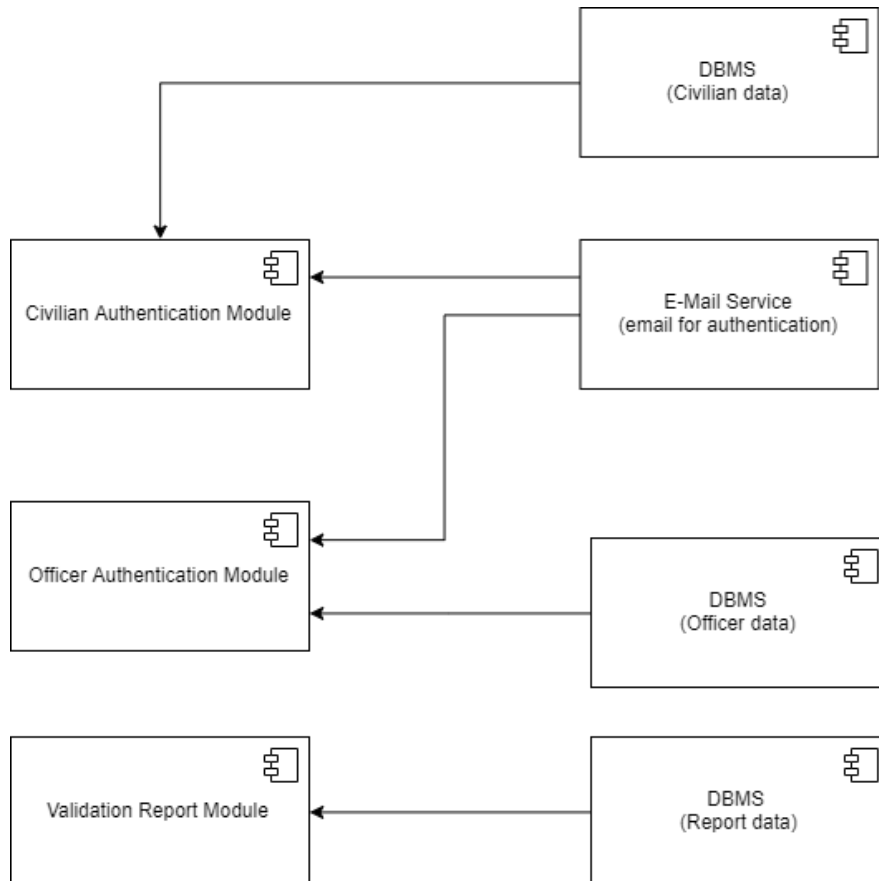 DBMS
(Civilian data)
Civilian Authentication Module
E-Mail Service
(email for authentication)
Officer Authentication Module
DBMS
(Officer data)
Validation Report Module
DBMS
(Report data)